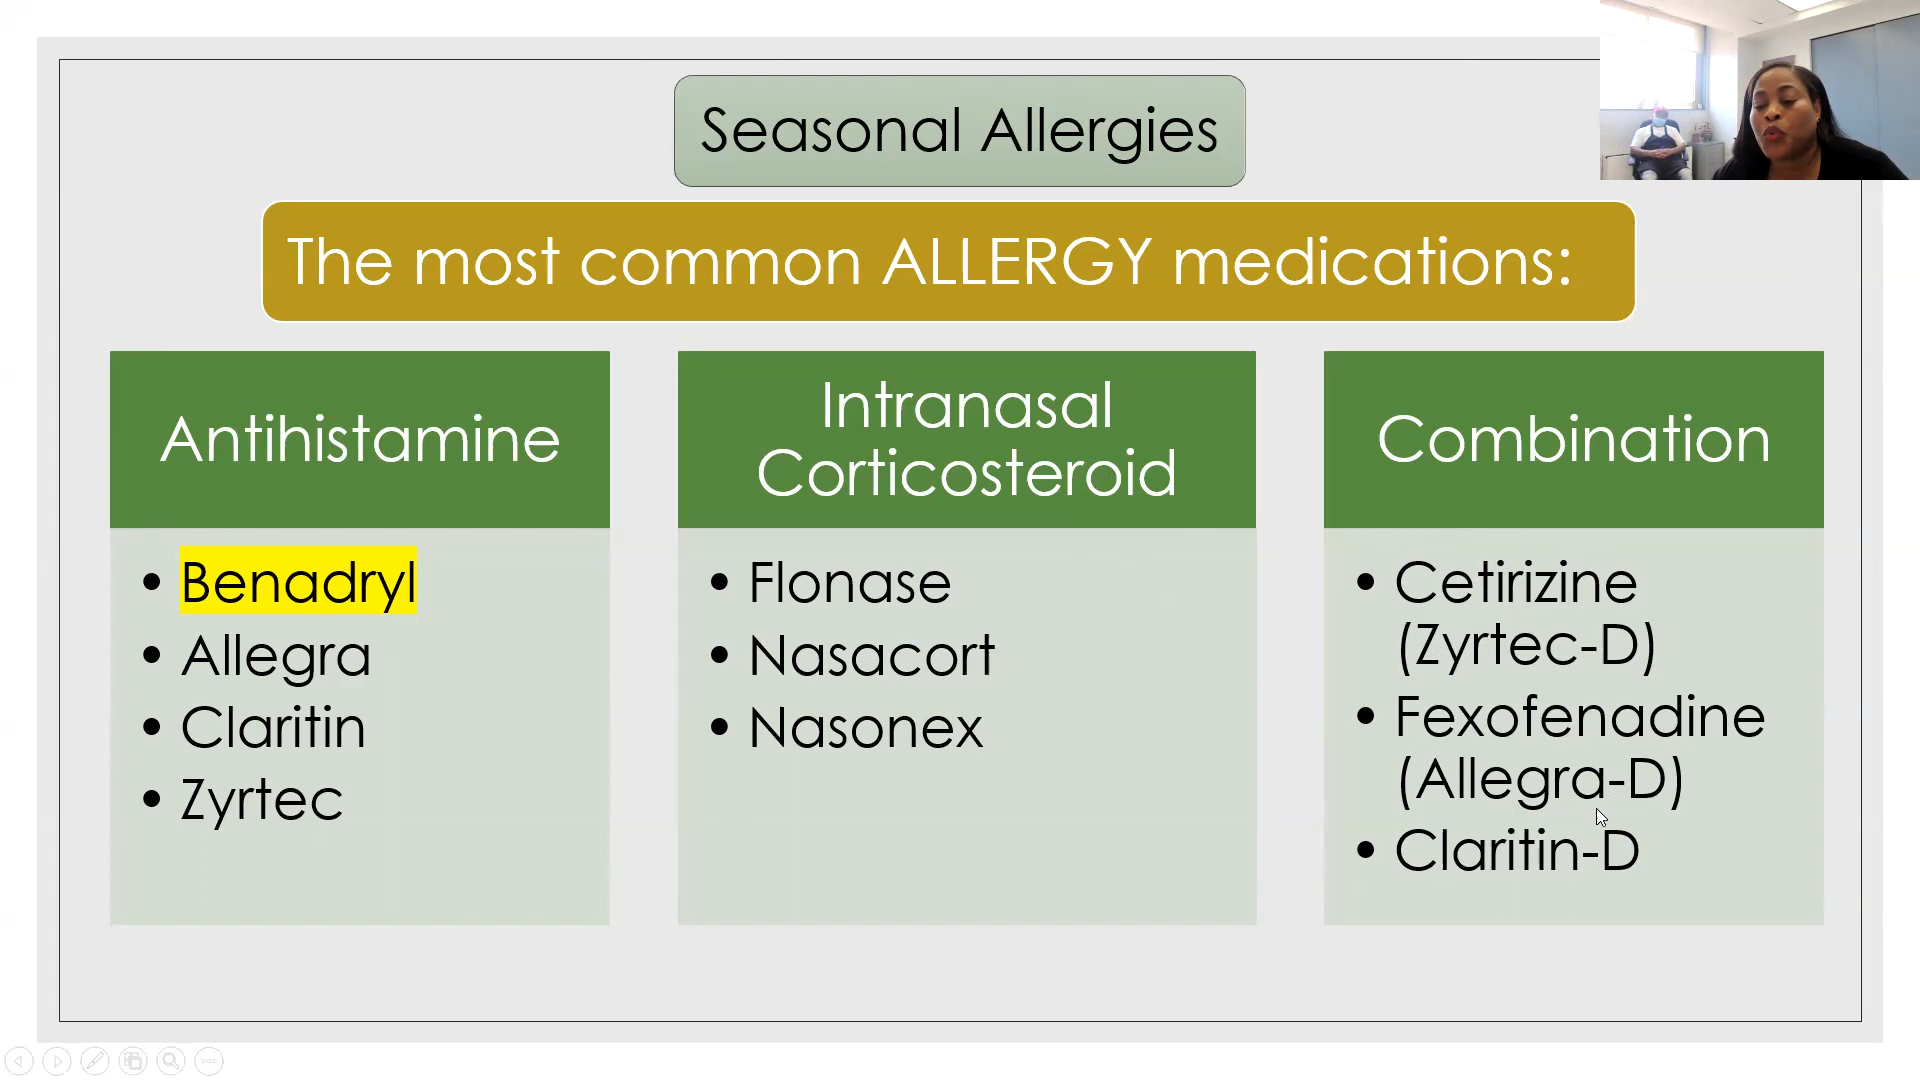 Seasonal Allergies
The most common ALLERGY medications:
Antihistamine
• Benadryl
• Allegra
• Claritin
• Zyrtec
Intranasal
Corticosteroid
• Flonase
• Nasacort
• Nasonex
Combination
• Cetirizine
(Zyrtec-D)
• Fexofenadine
(Allegra-D)
• Claritin-D